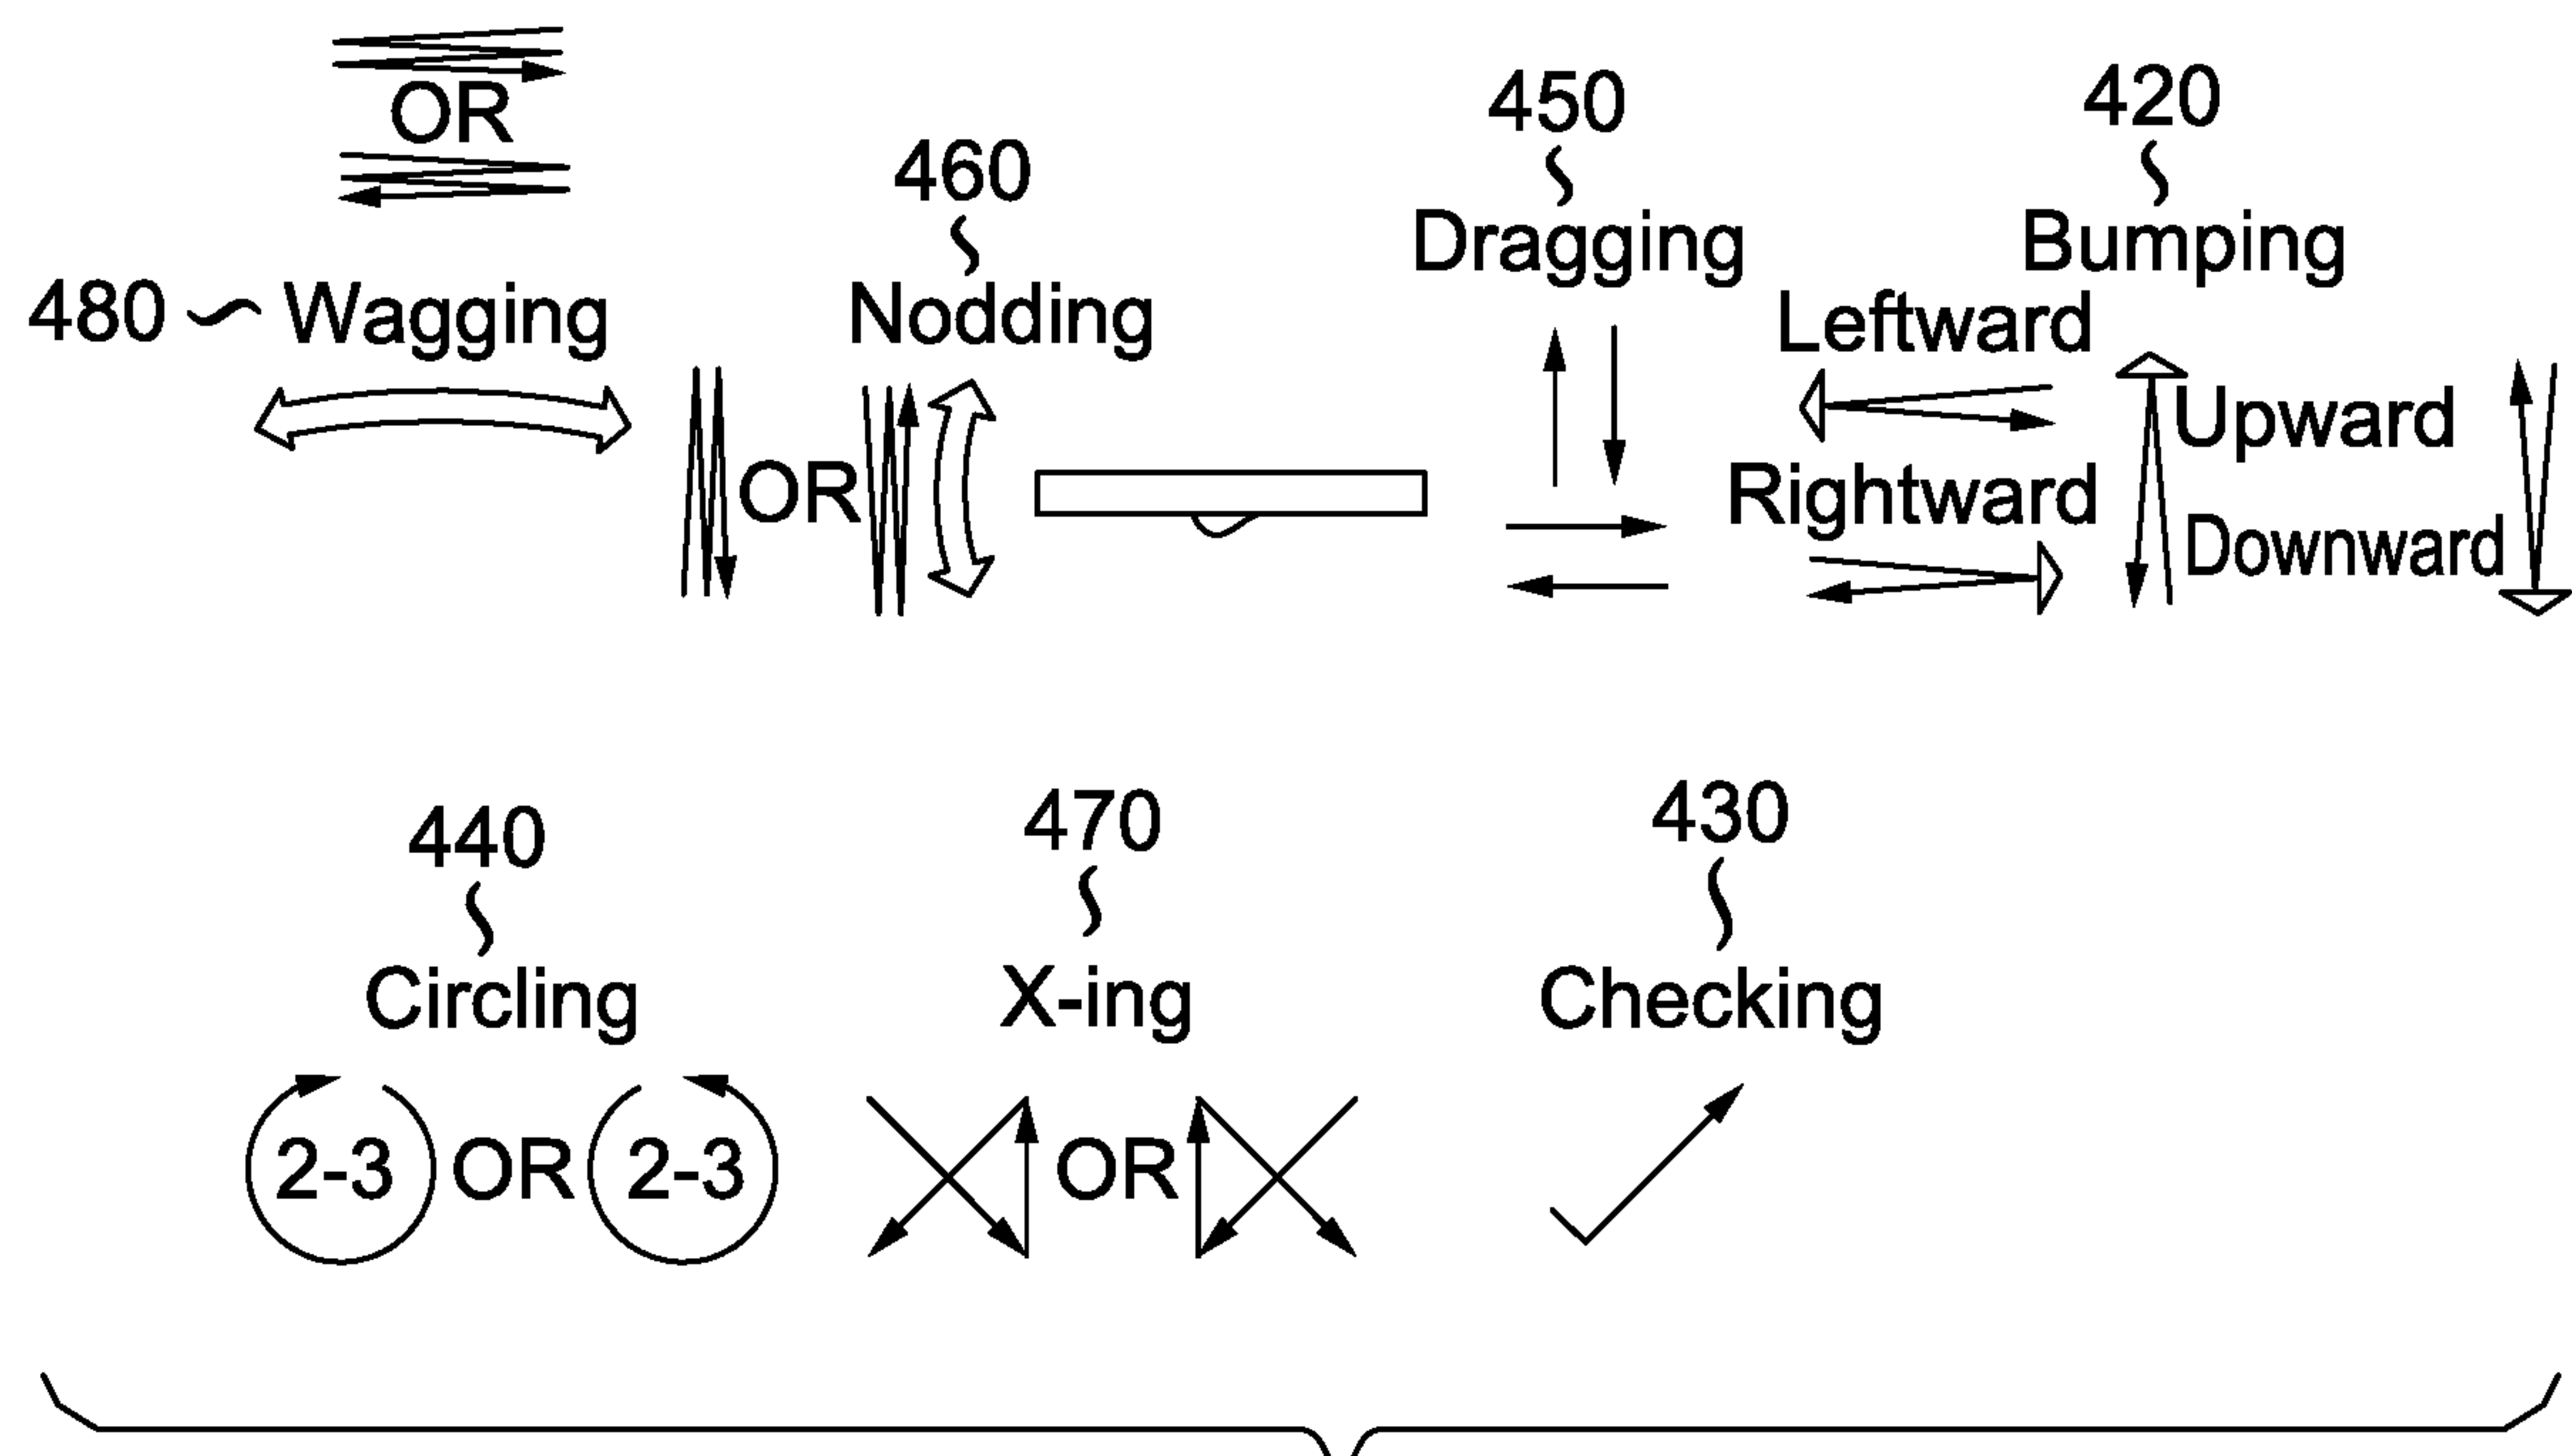 OR
480 Wagging
460
Nodding
OR
450
Dragging
420
Bumping
Leftward
Rightward
Upward
Downward
440
Circling
2-3 OR 2-3
470
X-ing
OR
430
Checking